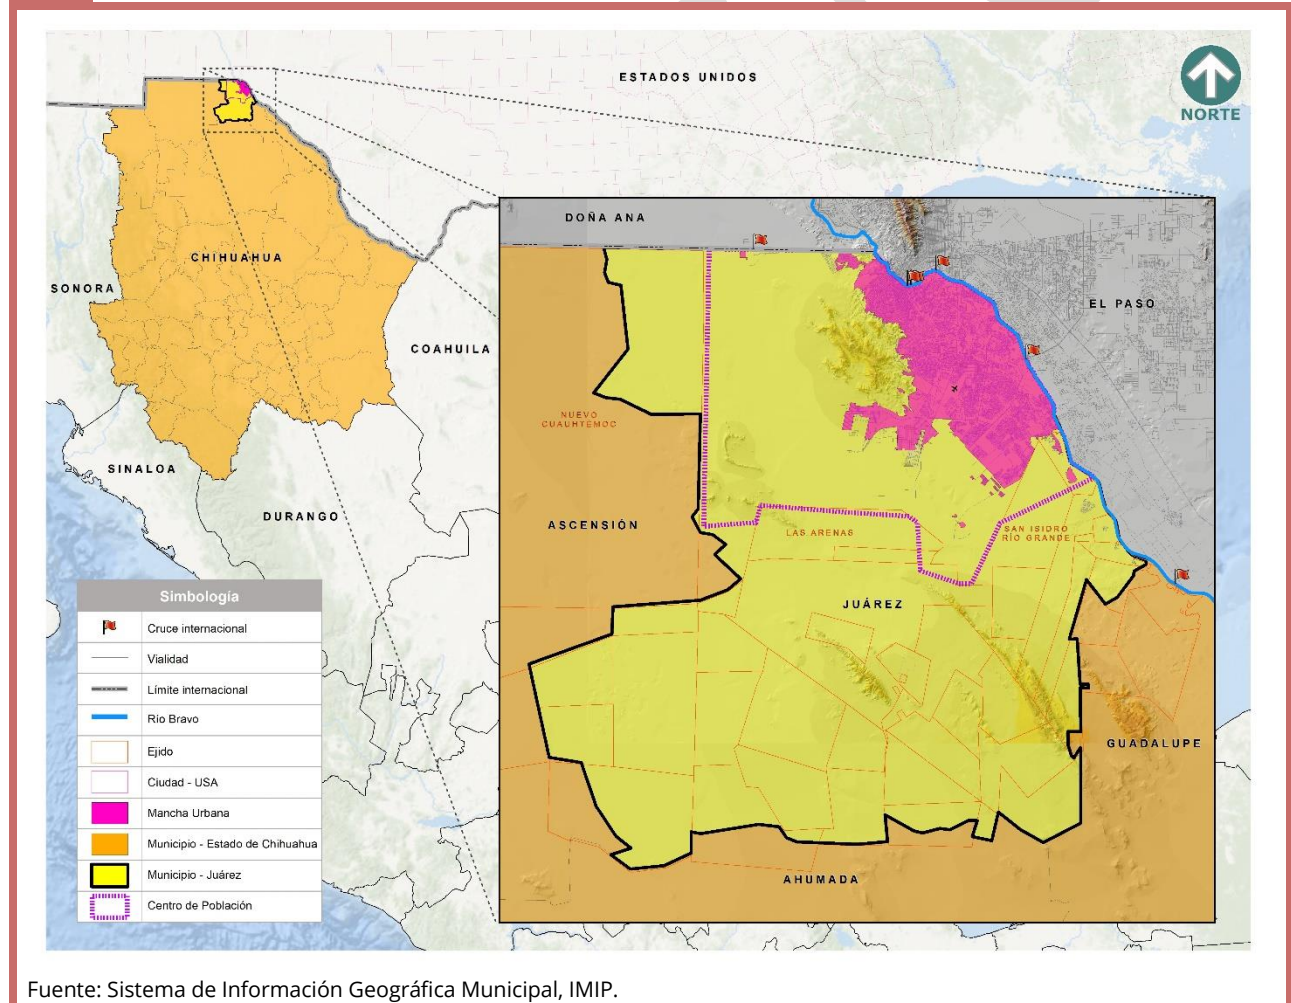 ESTADOS UNIDOS
NORTE
CHIHUAHUA
SONORA
COAHUILA
SINALOA
DURANGO
DOÑA ANA
EL PASO
NUEVO
CUAUHTEMOC
ASCENSIÓN
LAS ARENAS
SAN ISIDRO
RÍO GRANDE
JUÁREZ
GUADALUPE
AHUMADA
Simbología
Cruce internacional
Vialidad
Límite internacional
Rio Bravo
Ejido
Ciudad - USA
Mancha Urbana
Municipio - Estado de Chihuahua
Municipio - Juárez
Centro de Población
Fuente: Sistema de Información Geográfica Municipal, IMIP.